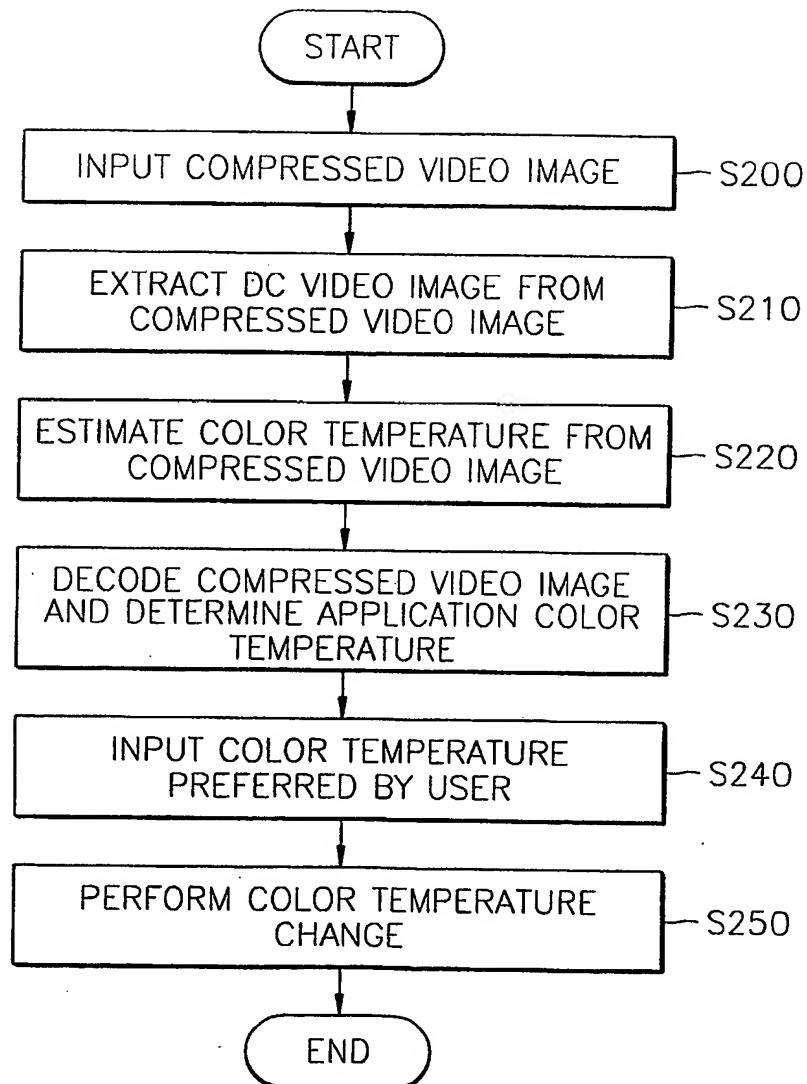 START
INPUT COMPRESSED VIDEO IMAGE
S200
EXTRACT DC VIDEO IMAGE FROM
COMPRESSED VIDEO IMAGE
S210
ESTIMATE COLOR TEMPERATURE FROM
COMPRESSED VIDEO IMAGE
S220
DECODE COMPRESSED VIDEO IMAGE
AND DETERMINE APPLICATION COLOR
TEMPERATURE
S230
INPUT COLOR TEMPERATURE
PREFERRED BY USER
S240
PERFORM COLOR TEMPERATURE
CHANGE
S250
END